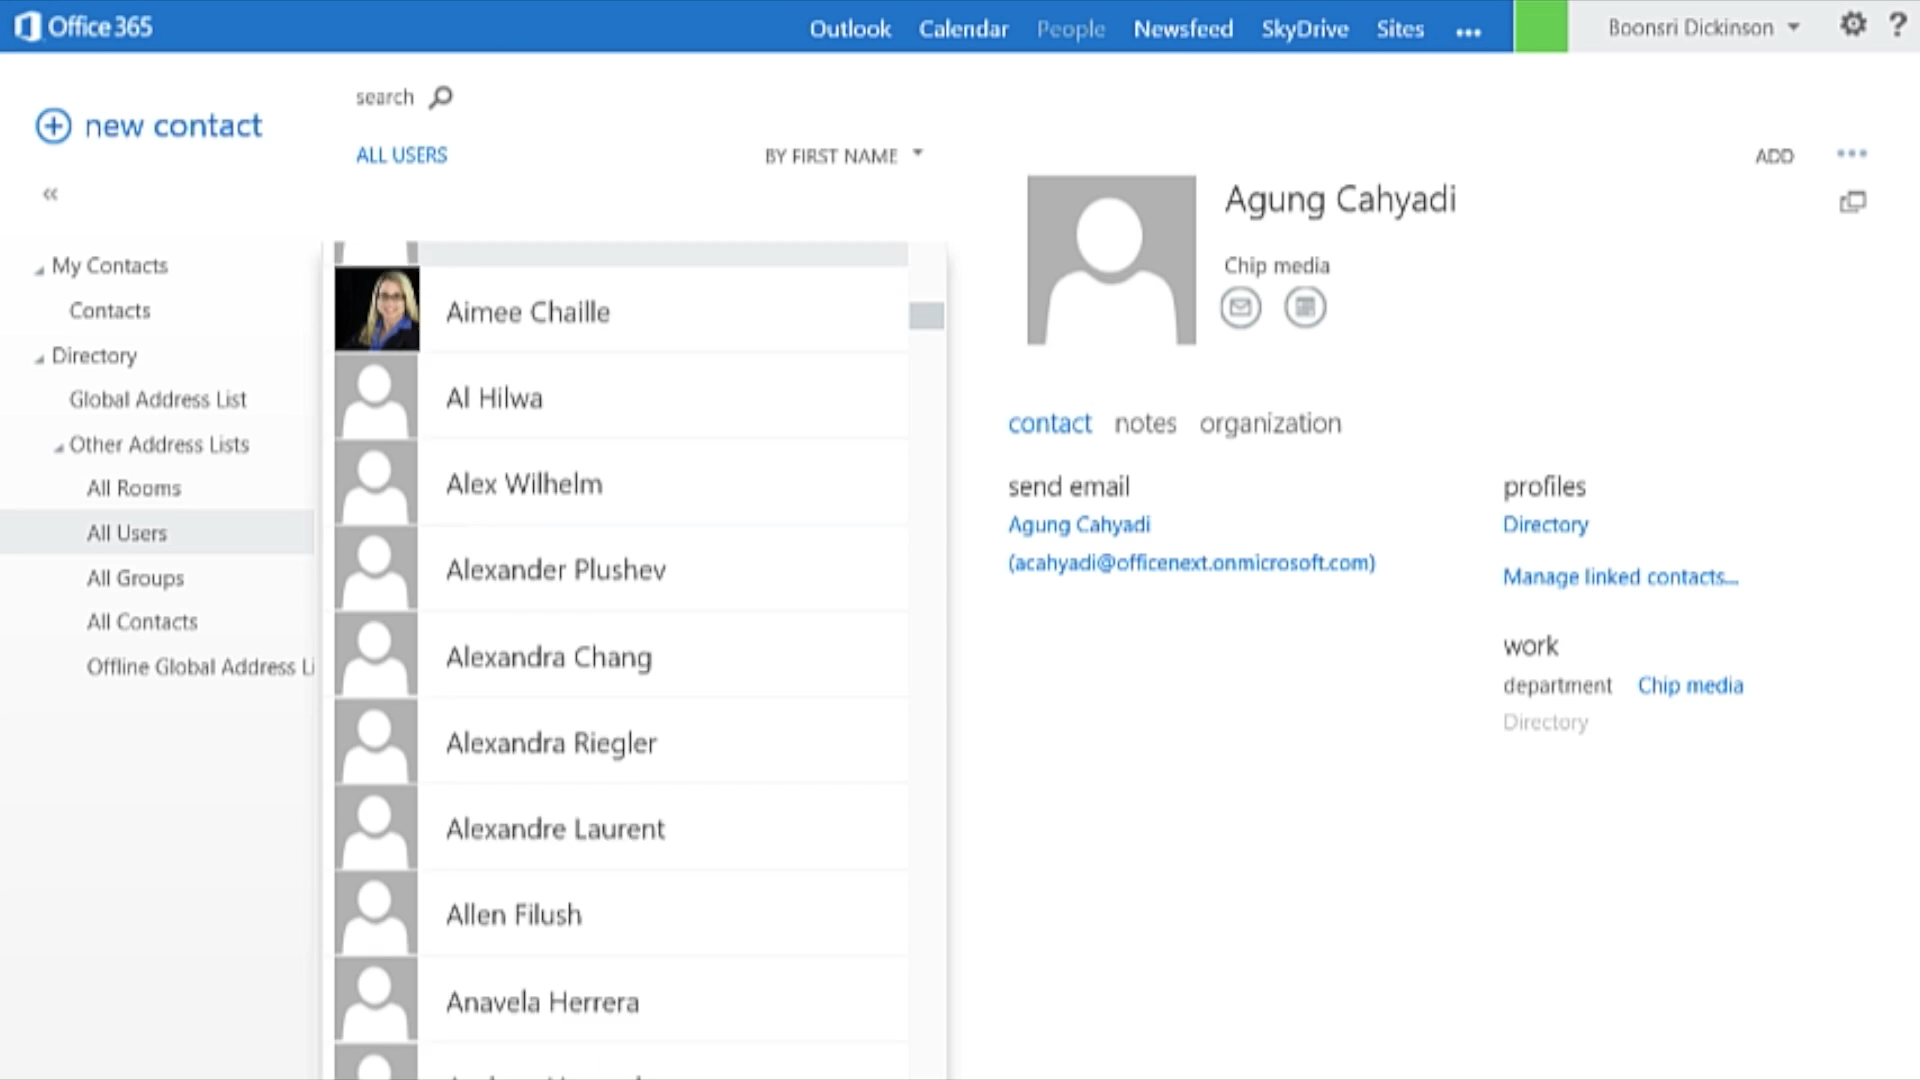 Office 365
Outlook Calendar People Newsfeed SkyDrive Sites ••• Boonsri Dickinson ?
new contact
search
ALL USERS BY FIRST NAME
«
My Contacts
Contacts
Directory
Global Address List
Other Address Lists
All Rooms
All Users
All Groups
All Contacts
Offline Global Address Li
Aimee Chaille
Al Hilwa
Alex Wilhelm
Alexander Plushev
Alexandra Chang
Alexandra Riegler
Alexandre Laurent
Allen Filush
Anavela Herrera
ADD •••
Agung Cahyadi
Chip media
contact notes organization
send email
Agung Cahyadi
(acahyadi@officenext.onmicrosoft.com)
profiles
Directory
Manage linked contacts...
work
department Chip media
Directory